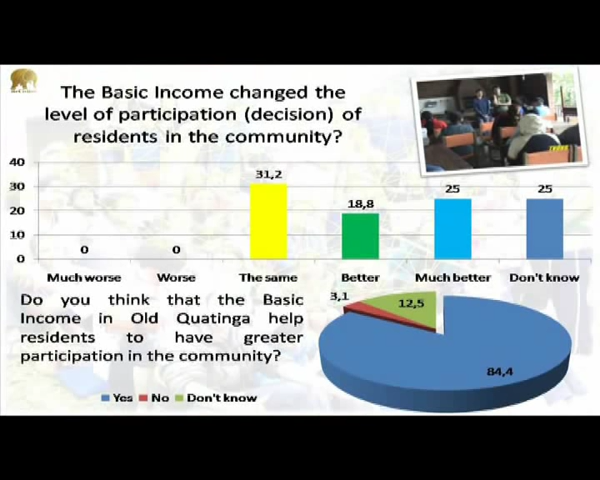 The Basic Income changed the
level of participation (decision) of
residents in the community?
40
30
20
10
0
0
0
31,2
18,8
25
25
Much worse
Worse
The same
Better
Much better
Don't know
Do you think that the Basic
Income in Old Quatinga help
residents to have greater
participation in the community?
3,1
12,5
84,4
Yes
No
Don't know